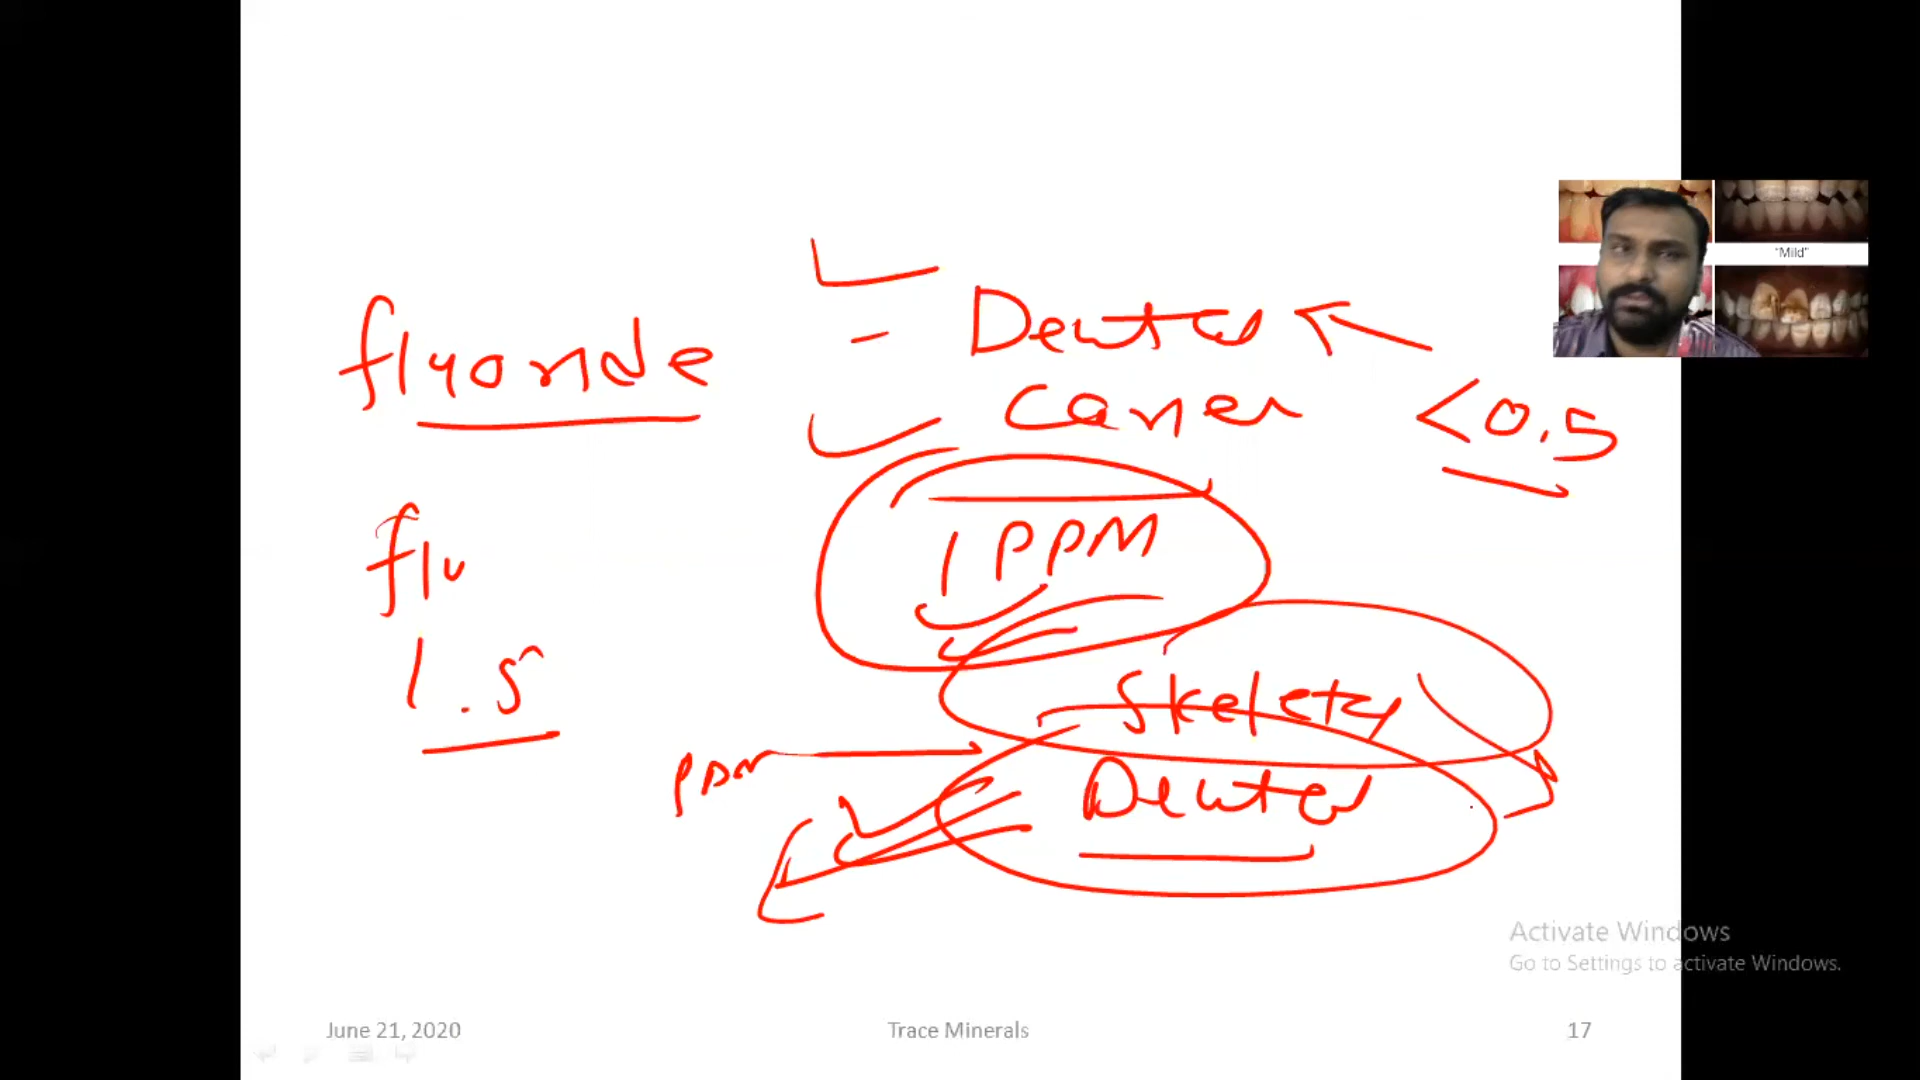 fluoride
Dental
caries
<0.5
"Mild"
flu
1 PPM
1.5
Skelety
PPM
Dental
Activate Windows
Go to Settings to activate Windows.
June 21, 2020
Trace Minerals
17